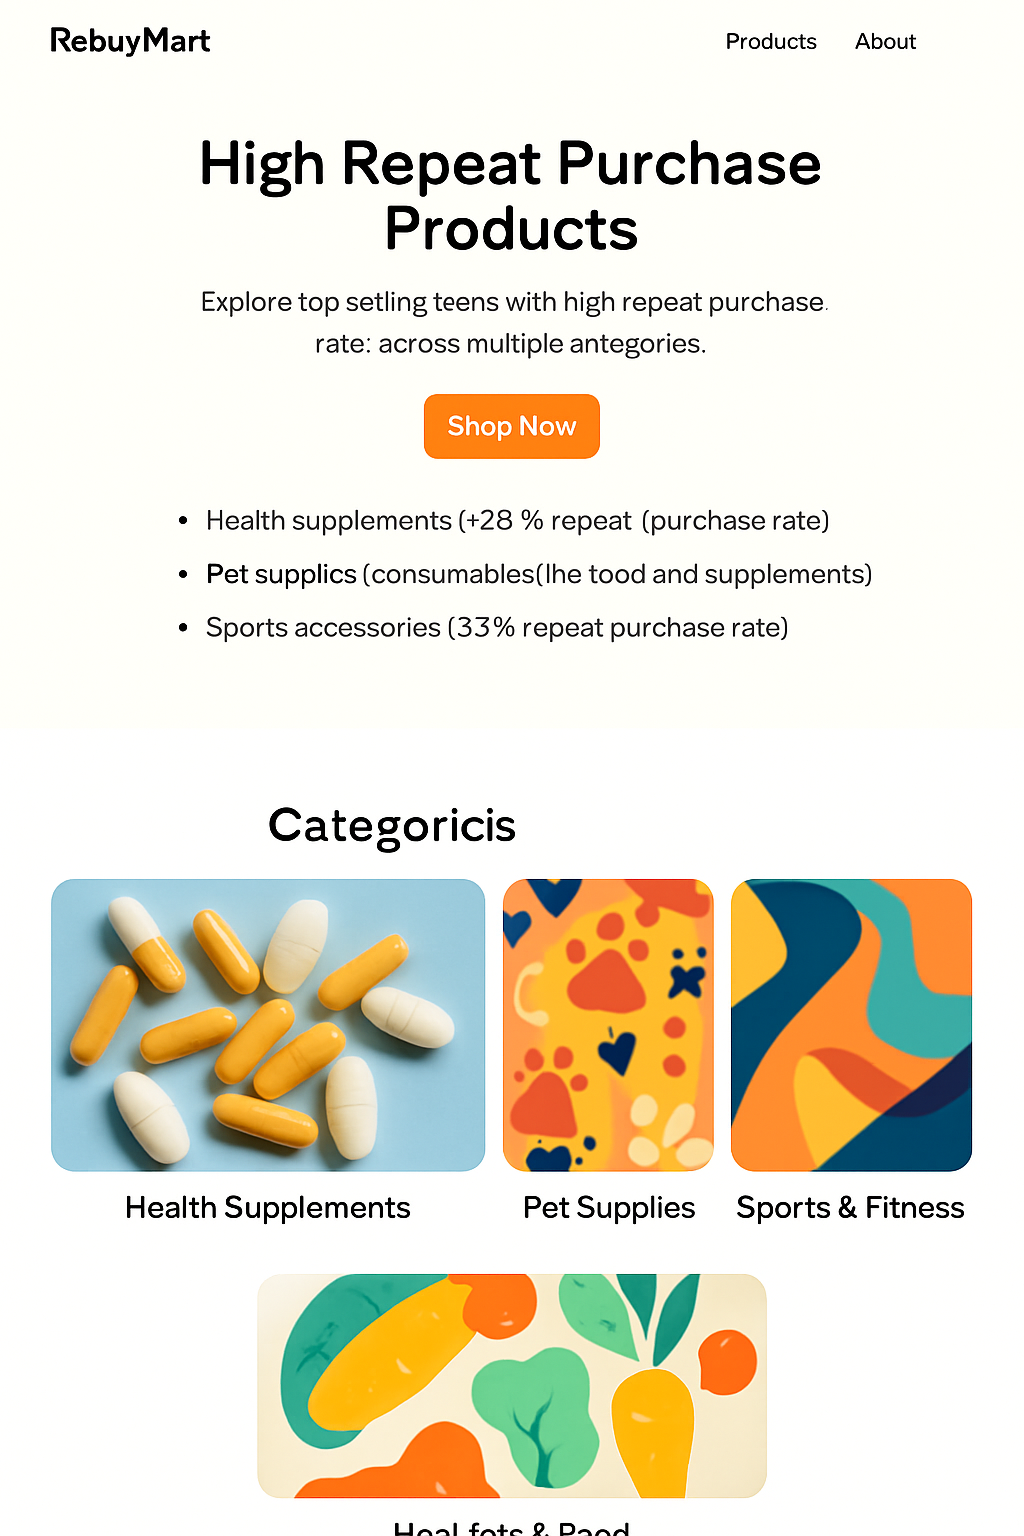 RebuyMart
Products About
High Repeat Purchase
Products
Explore top setling teens with high repeat purchase.
rate: across multiple antegories.
Shop Now
• Health supplements (+28 % repeat (purchase rate)
• Pet supplics (consumables(lhe tood and supplements)
• Sports accessories (33% repeat purchase rate)
Categoricis
Health Supplements
Pet Supplies
Sports & Fitness
Heal fots & Paod